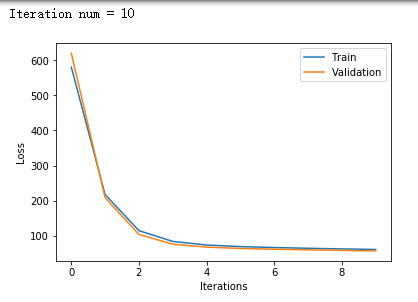 Iteration num = 10
600
500
400
300
200
100
Loss
Train
Validation
0 2 4 6 8
Iterations